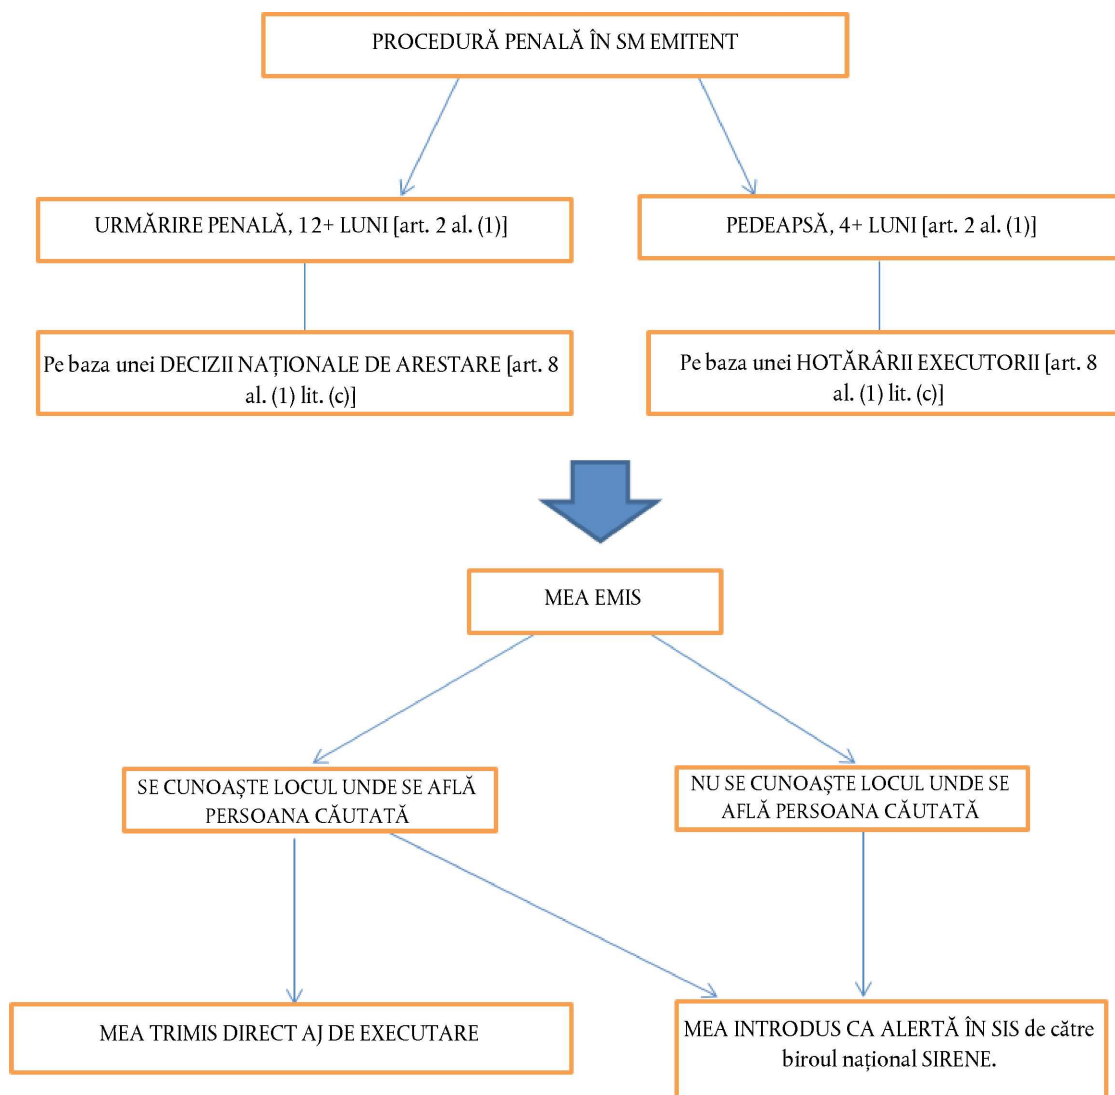 PROCEDURĂ PENALĂ ÎN SM EMITENT
URMĂRIRE PENALĂ, 12+ LUNI [art. 2 al. (1)]
PEDEAPSĂ, 4+ LUNI [art. 2 al. (1)]
Pe baza unei DECIZII NAȚIONALE DE ARESTARE [art. 8
al. (1) lit. (c)]
Pe baza unei HOTĂRÂRII EXECUTORII [art. 8
al. (1) lit. (c)]
MEA EMIS
SE CUNOAȘTE LOCUL UNDE SE AFLĂ
PERSOANA CĂUTATĂ
NU SE CUNOAȘTE LOCUL UNDE SE
AFLĂ PERSOANA CĂUTATĂ
MEA TRIMIS DIRECT AJ DE EXECUTARE
MEA INTRODUS CA ALERTĂ ÎN SIS de către
biroul național SIRENE.